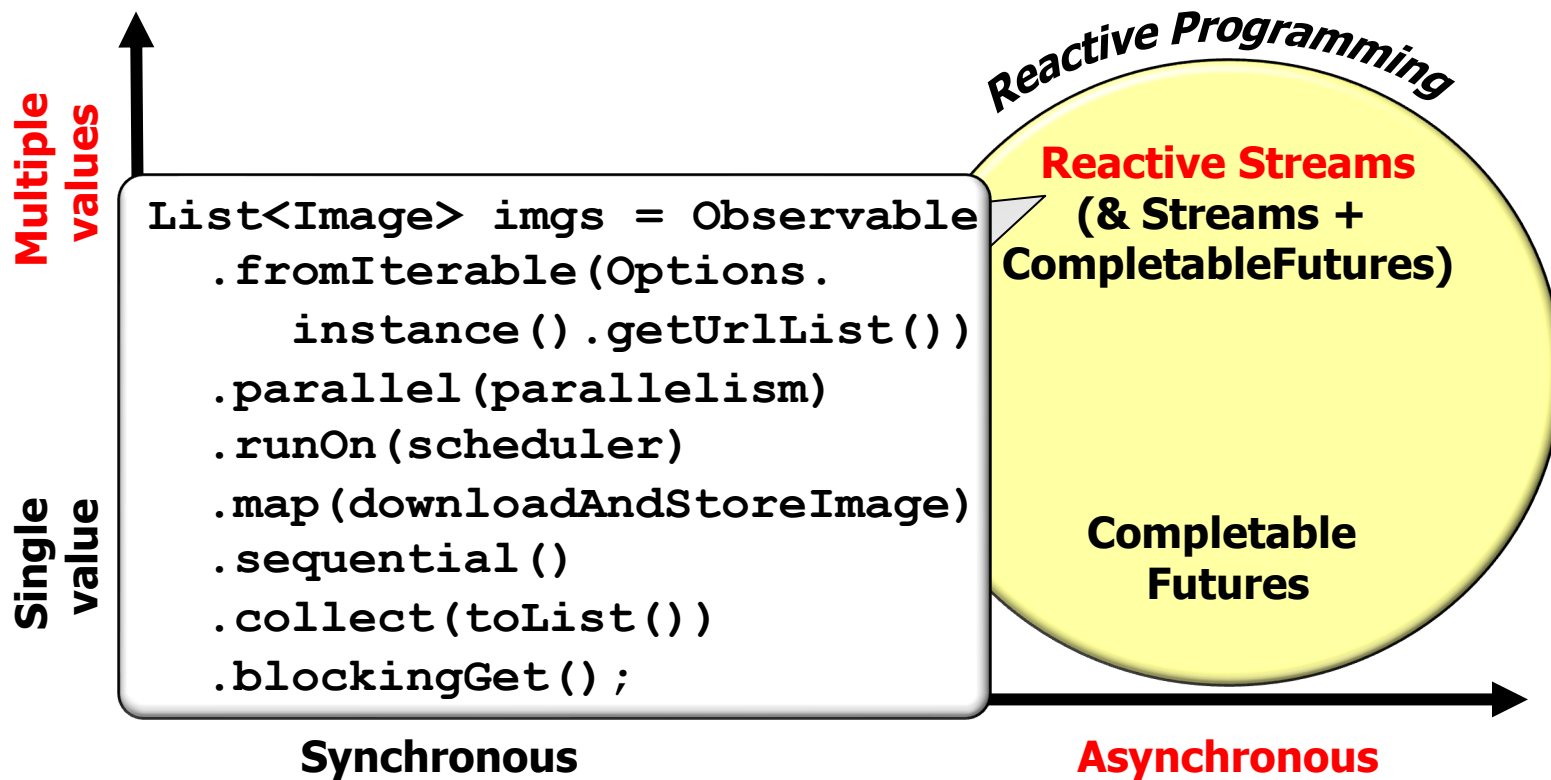 Reactive Programming
Multiple
values
Single
value
List<Image> imgs = Observable
.fromIterable(Options.
instance().getUrlList())
.parallel(parallelism)
.runOn(scheduler)
.map(downloadAndStoreImage)
.sequential()
.collect(toList())
.blockingGet();
Reactive Streams
(& Streams +
CompletableFutures)
Completable
Futures
Synchronous
Asynchronous